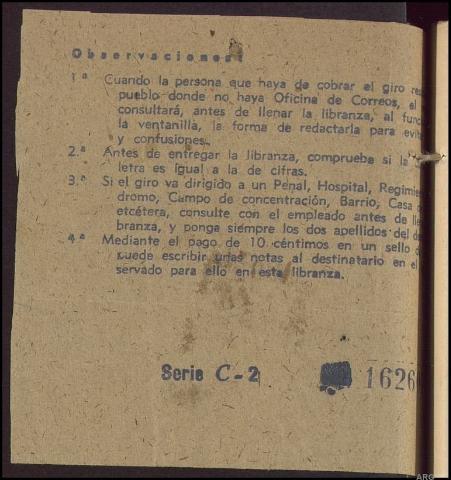 Observaciones:
1.ª Cuando la persona que haya de cobrar el giro
pueblo donde no haya Oficina de Correos, el
consultará, antes de llenar la libranza, al
la ventanilla, la forma de redactarla para
y confusiones.
2.ª Antes de entregar la libranza, compruebe si la
letra es igual a la de cifras.
3.ª Si el giro va dirigido a un Penal, Hospital,
dromo, Campo de concentración, Barrio, Casa
etcétera, consulte con el empleado antes de
branza, y ponga siempre los dos apellidos del
4.ª Mediante el pago de 10 céntimos en un sello
puede escribir unas notas al destinatario en el
servado para ello en esta libranza.
Serie C-2
1626
ARG